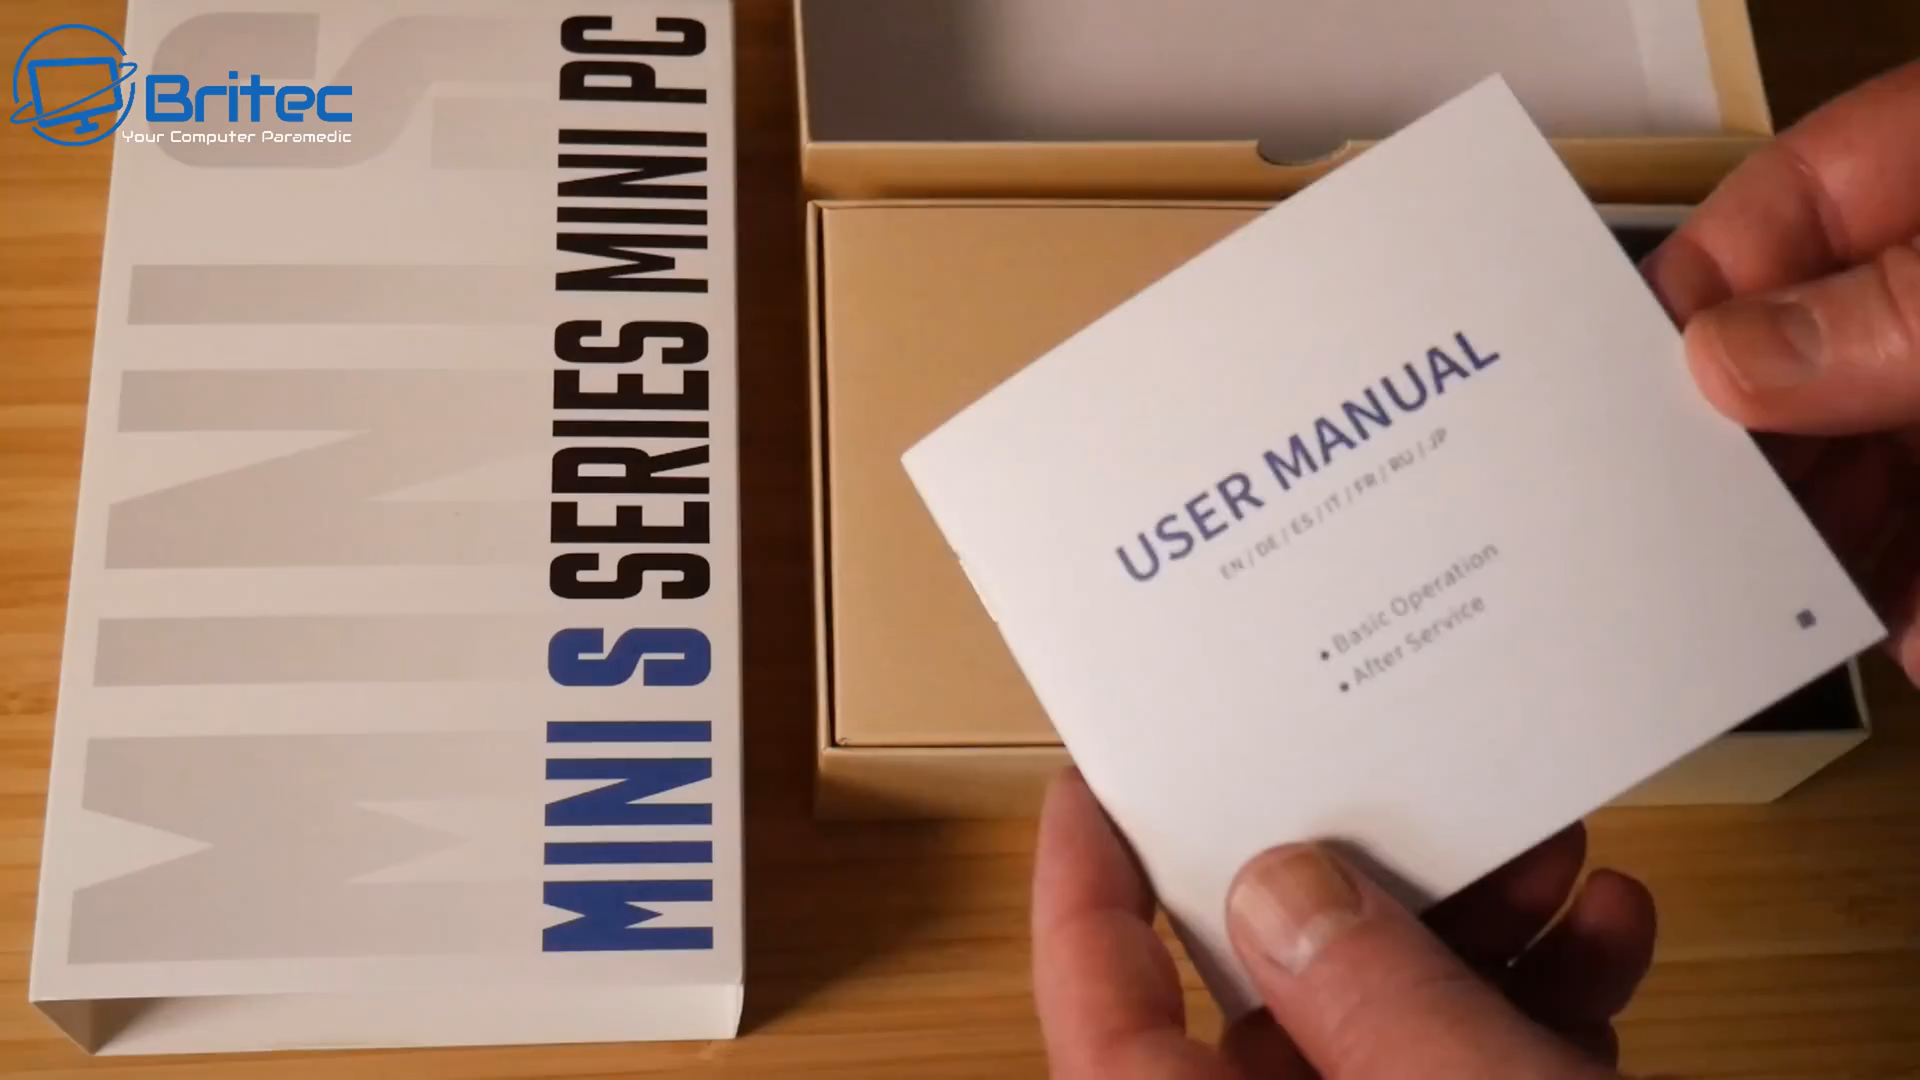 Britec
Your Computer Paramedic
MINI S
MINI S SERIES MINI PC
USER MANUAL
EN / DE / ES / IT / FR / RU / JP
• Basic Operation
• After Service